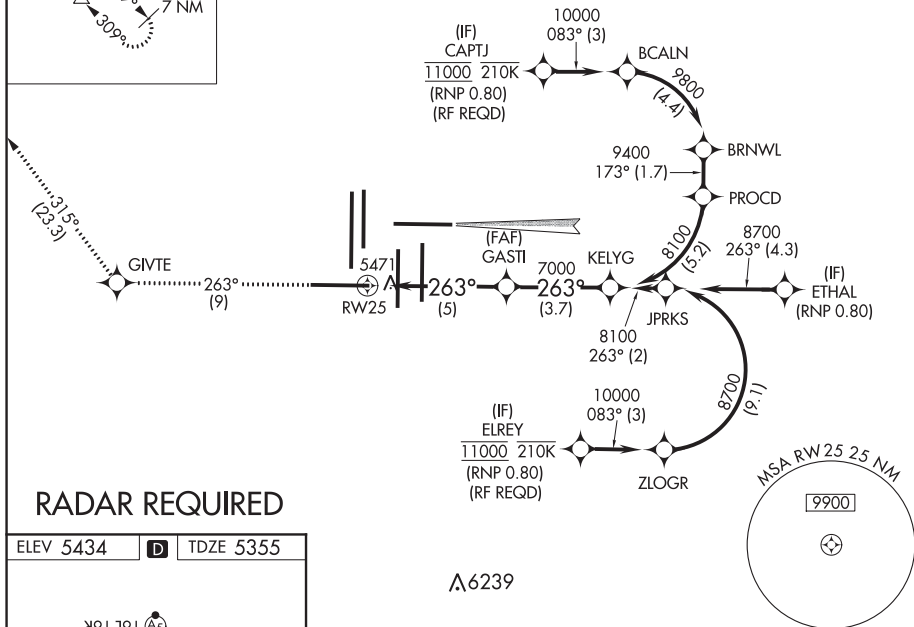 7 NM
309°
10000
083° (3)
(IF)
CAPTJ
11000 210K
(RNP 0.80)
(RF REQD)
BCALN
9800
(4.4)
BRNWL
9400
173° (1.7)
PROCD
8100
(5.2)
8700
263° (4.3)
(IF)
ETHAL
(RNP 0.80)
315°
(23.3)
GIVTE
263°
(9)
5471
RW25
263°
(5)
(FAF)
GASTI
7000
263°
(3.7)
KELYG
JPRKS
8100
263° (2)
8700
(9.1)
10000
083° (3)
(IF)
ELREY
11000 210K
(RNP 0.80)
(RF REQD)
ZLOGR
MSA RW25 25 NM
9900
RADAR REQUIRED
ELEV 5434 D TDZE 5355
6239